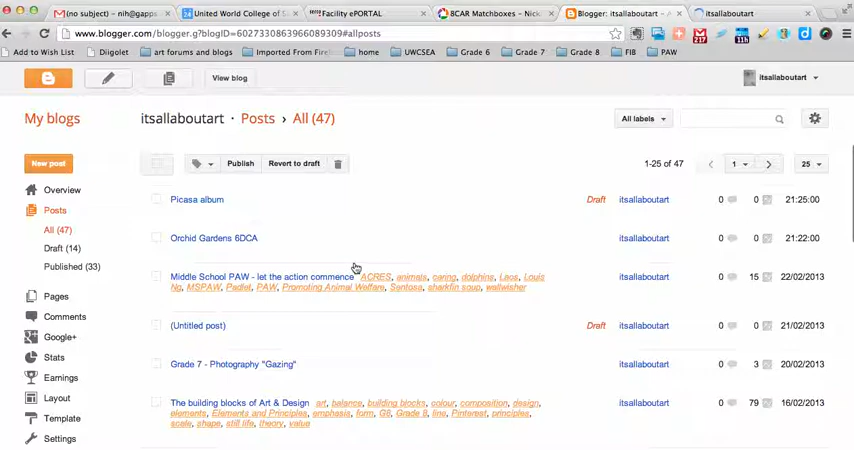 (no subject) - nih@gapps
United World College of S
Facility ePORTAL
8CAR Matchboxes - Nick
Blogger: itsallaboutart - A
itsallaboutart
www.blogger.com/blogger.g?blogID=6027330863966089309#allposts
217
11h
Add to Wish List
Diigolet
art forums and blogs
Imported From Firef
home
UWCSEA
Grade 6
Grade 7
Grade 8
FIB
PAW
View blog
itsallaboutart
My blogs
itsallaboutart · Posts › All (47)
All labels
New post
Publish
Revert to draft
1-25 of 47
1
25
Overview
Posts
All (47)
Draft (14)
Published (33)
Pages
Comments
Google+
Stats
Earnings
Layout
Template
Settings
Picasa album
Draft
itsallaboutart
0
0
21:25:00
Orchid Gardens 6DCA
itsallaboutart
0
0
21:22:00
Middle School PAW - let the action commence ACRES, animals, caring, dolphins, Laos, Louis
Ng, MSPAW, Padlet, PAW, Promoting Animal Welfare, Sentosa, sharkfin soup, wallwisher
itsallaboutart
0
15
22/02/2013
(Untitled post)
Draft
itsallaboutart
0
0
21/02/2013
Grade 7 - Photography "Gazing"
itsallaboutart
0
3
20/02/2013
The building blocks of Art & Design art, balance, building blocks, colour, composition, design,
elements, Elements and Principles, emphasis, form, G8, Grade 8, line, Pinterest, principles,
scale, shape, still life, theory, value
itsallaboutart
0
79
16/02/2013